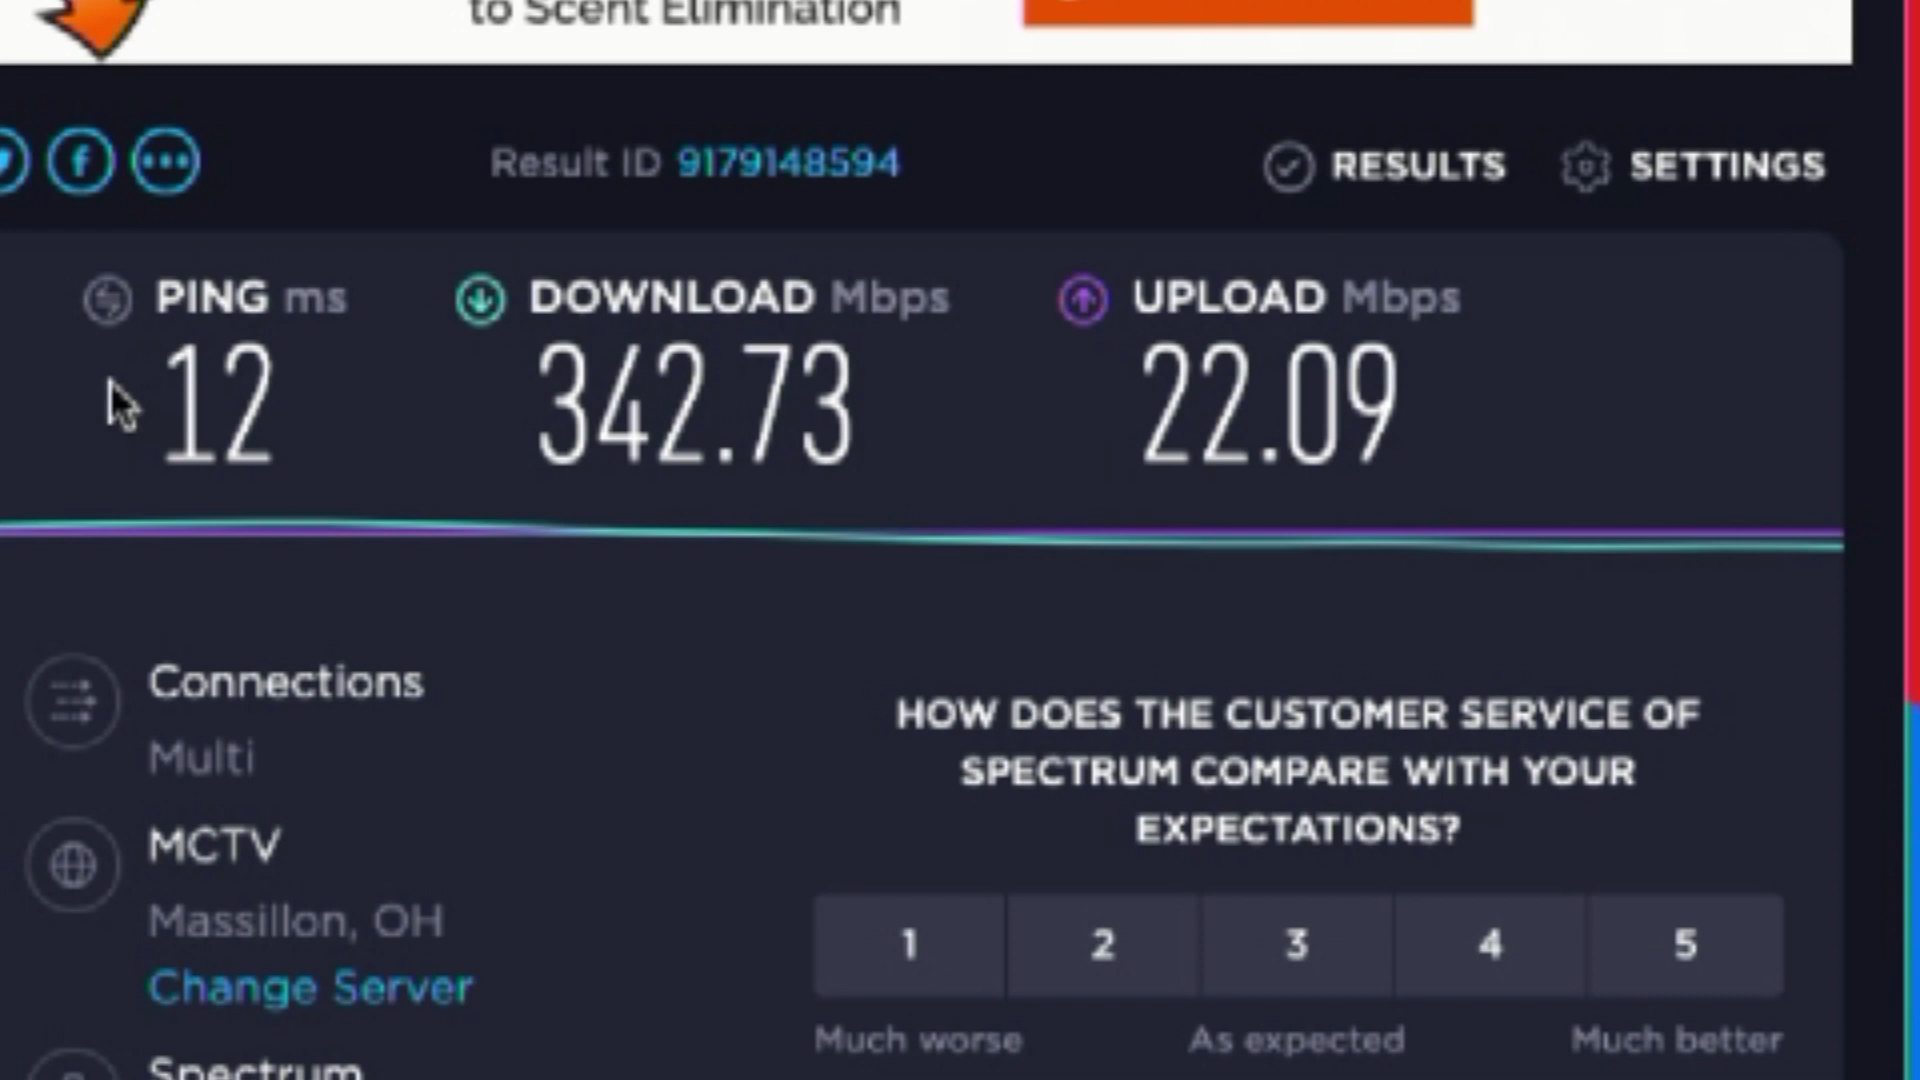 to Scent Elimination
Result ID 9179148594
RESULTS
SETTINGS
PING ms
12
DOWNLOAD Mbps
342.73
UPLOAD Mbps
22.09
Connections
Multi
MCTV
Massillon, OH
Change Server
Spectrum
HOW DOES THE CUSTOMER SERVICE OF
SPECTRUM COMPARE WITH YOUR
EXPECTATIONS?
1 2 3 4 5
Much worse As expected Much better